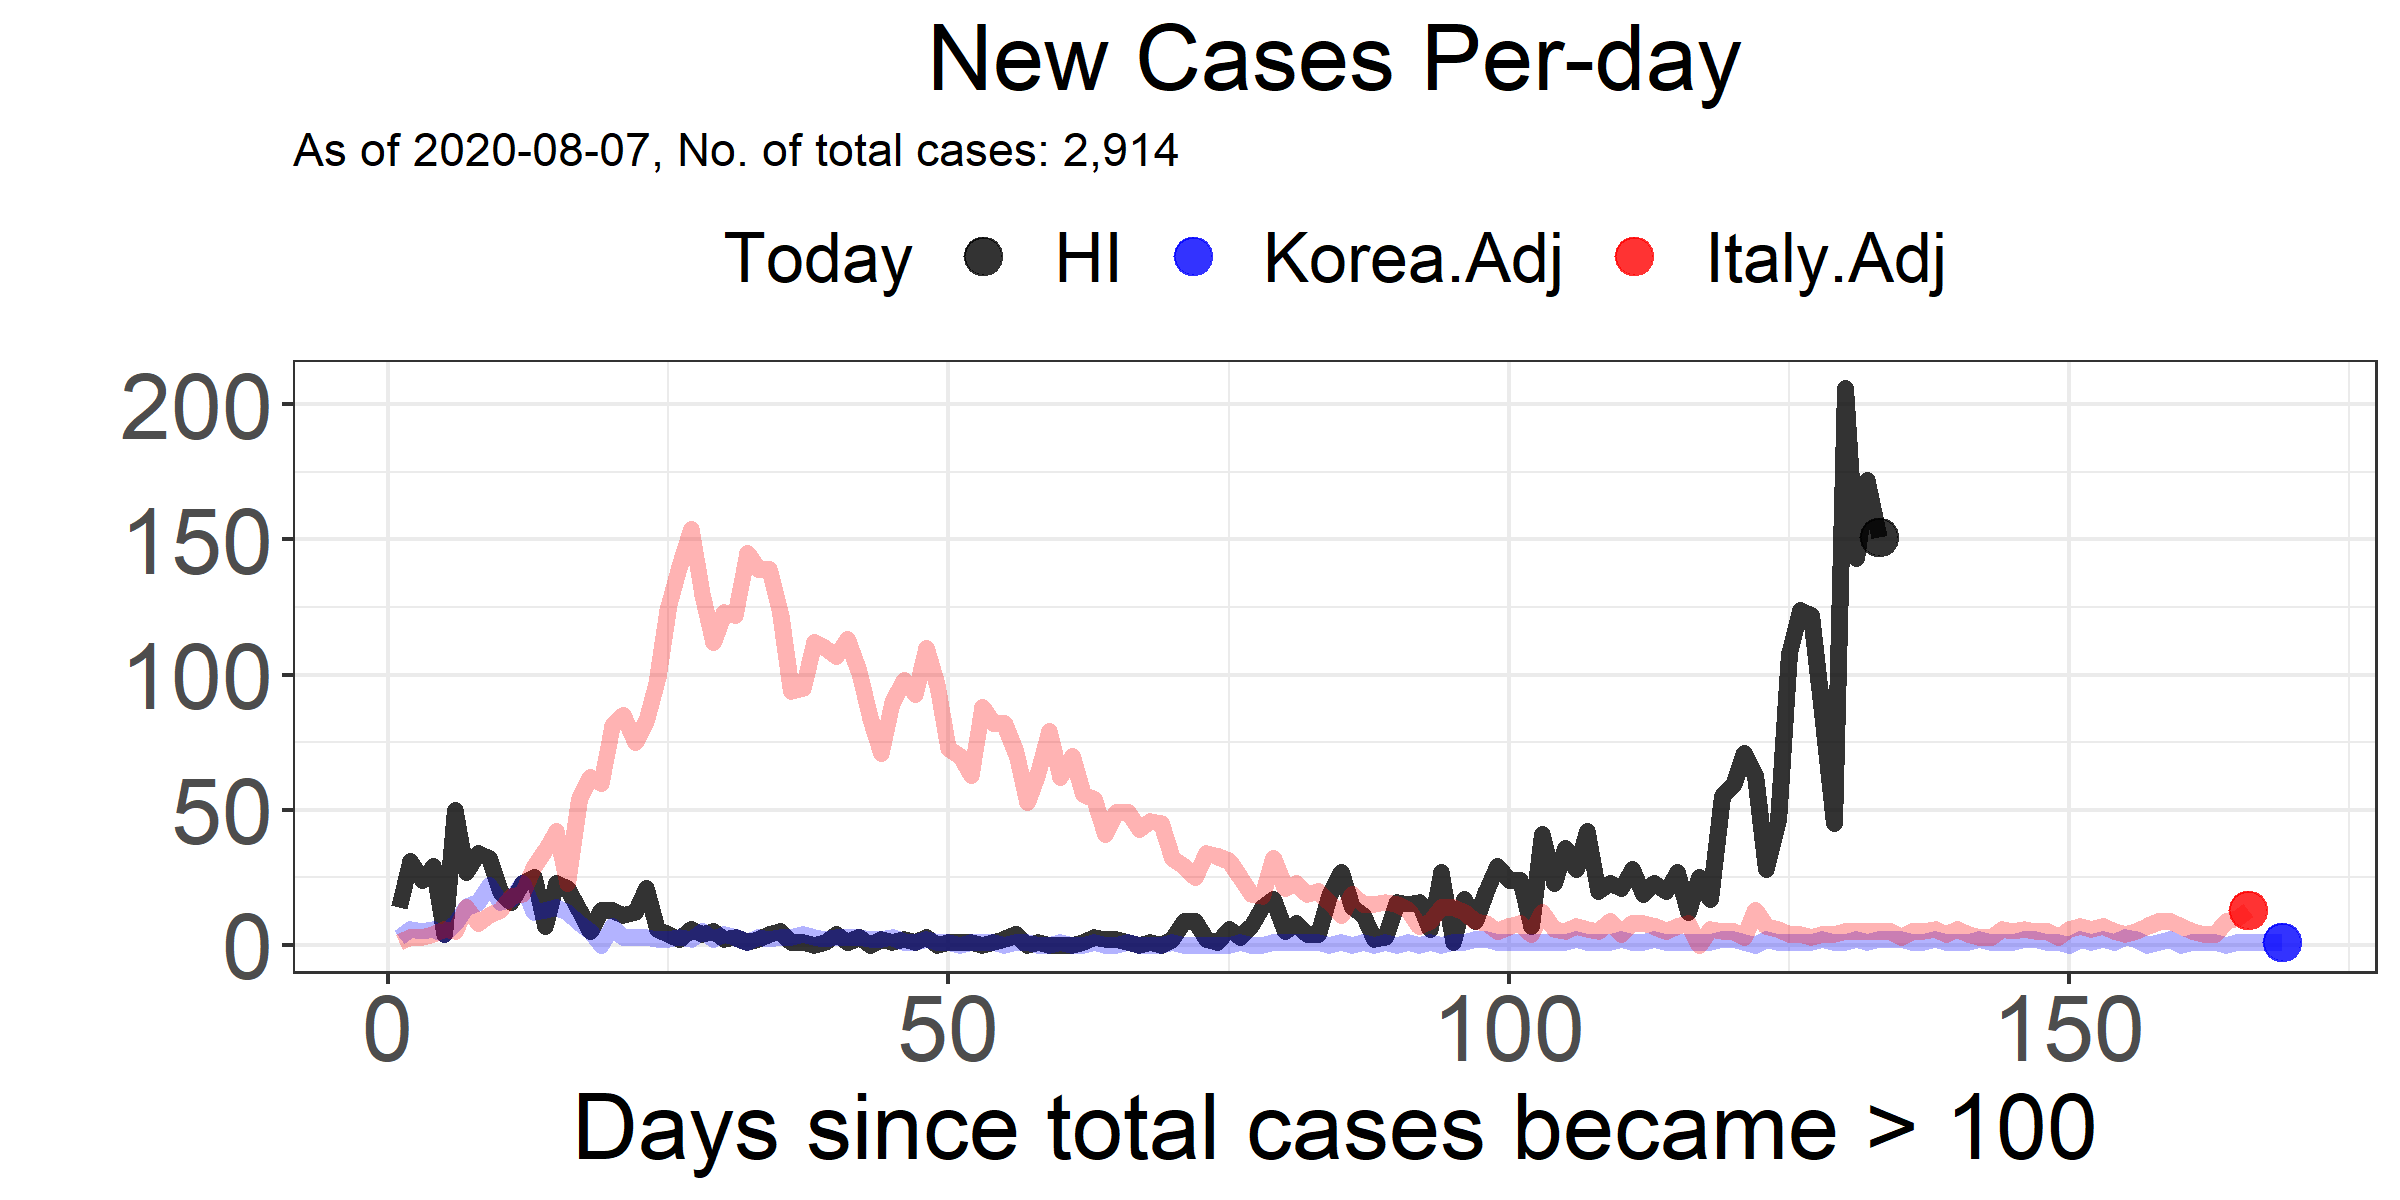 New Cases Per-day
As of 2020-08-07, No. of total cases: 2,914
Today HI Korea.Adj Italy.Adj
200
150
100
50
0
0 50 100 150
Days since total cases became > 100